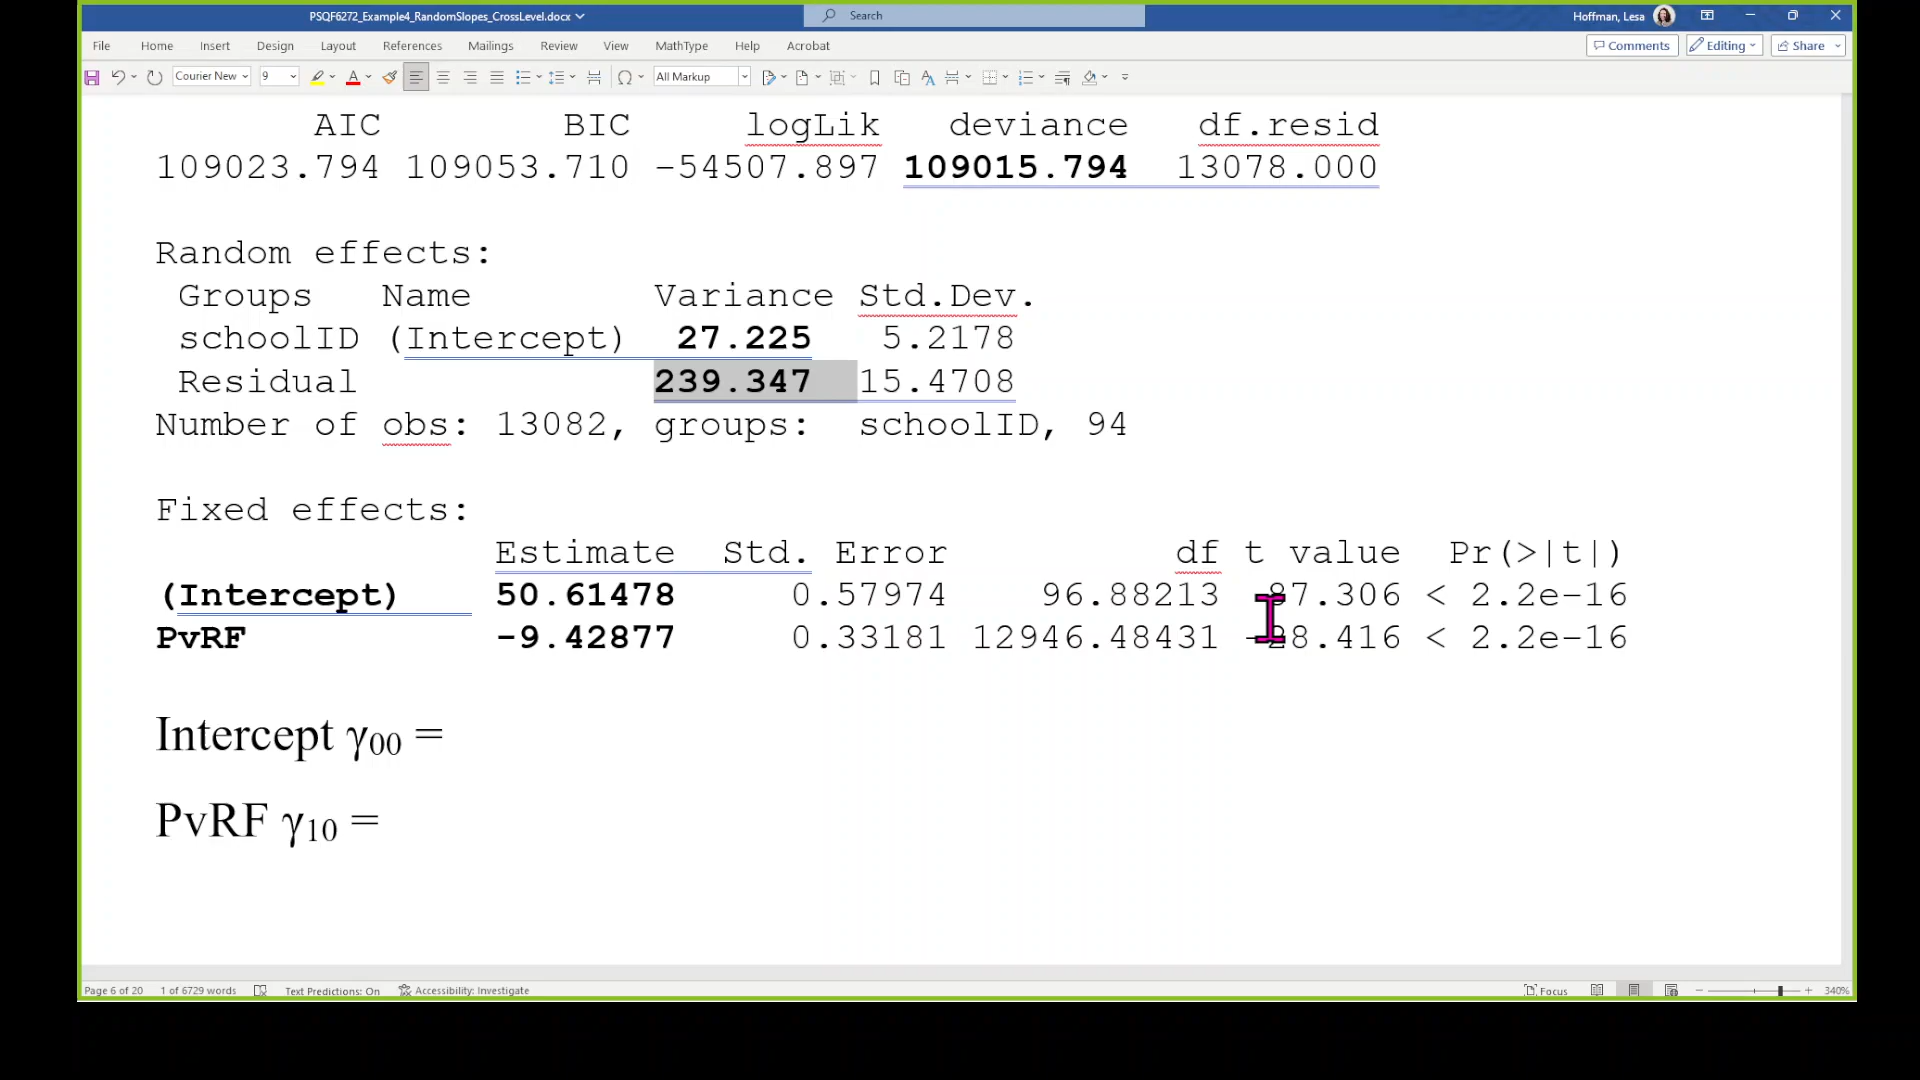 PSQF6272_Example4_RandomSlopes_CrossLevel.docx
Search
Hoffman, Lesa
File Home Insert Design Layout References Mailings Review View MathType Help Acrobat
Comments Editing Share
Courier New 9 All Markup
AIC BIC logLik deviance df.resid
109023.794 109053.710 -54507.897 109015.794 13078.000
Random effects:
Groups Name Variance Std.Dev.
schoolID (Intercept) 27.225 5.2178
Residual 239.347 15.4708
Number of obs: 13082, groups: schoolID, 94
Fixed effects:
Estimate Std. Error df t value Pr(>|t|)
(Intercept) 50.61478 0.57974 96.88213 87.306 < 2.2e-16
PvRF -9.42877 0.33181 12946.48431 -28.416 < 2.2e-16
Intercept γ00 =
PvRF γ10 =
Page 6 of 20 1 of 6729 words Text Predictions: On Accessibility: Investigate Focus 340%